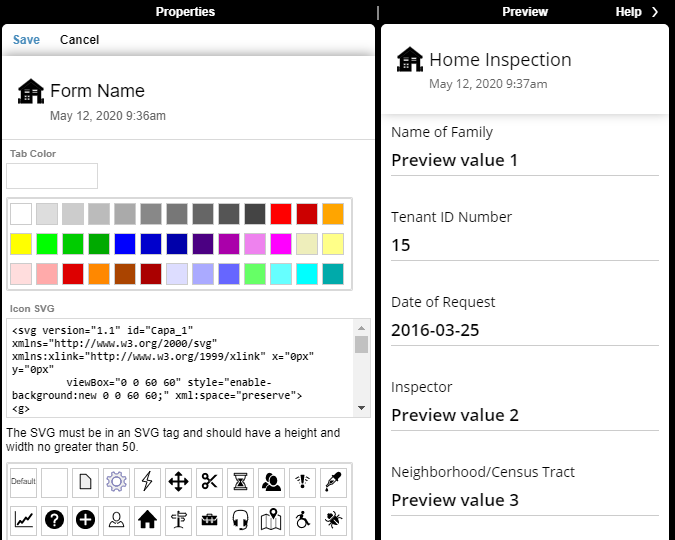 Properties
Save Cancel
Form Name
May 12, 2020 9:36am
Tab Color
Icon SVG
<svg version="1.1" id="Capa_1"
xmlns="http://www.w3.org/2000/svg"
xmlns:xlink="http://www.w3.org/1999/xlink" x="0px"
y="0px"
viewBox="0 0 60 60" style="enable-
background:new 0 0 60 60;" xml:space="preserve">
<g>
The SVG must be in an SVG tag and should have a height and
width no greater than 50.
Default
Preview Help
Home Inspection
May 12, 2020 9:37am
Name of Family
Preview value 1
Tenant ID Number
15
Date of Request
2016-03-25
Inspector
Preview value 2
Neighborhood/Census Tract
Preview value 3